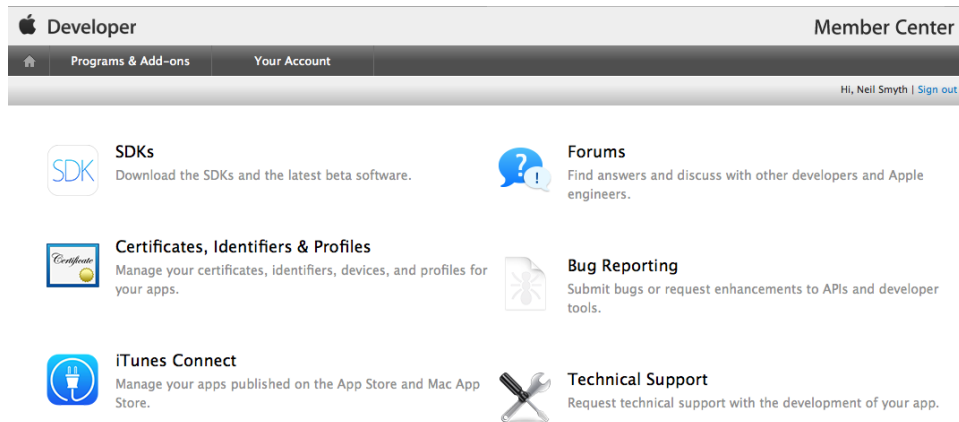 Developer
Member Center
Programs & Add-ons
Your Account
Hi, Neil Smyth | Sign out
SDK
SDKs
Download the SDKs and the latest beta software.
Forums
Find answers and discuss with other developers and Apple
engineers.
Certificate
Certificates, Identifiers & Profiles
Manage your certificates, identifiers, devices, and profiles for
your apps.
Bug Reporting
Submit bugs or request enhancements to APIs and developer
tools.
iTunes Connect
Manage your apps published on the App Store and Mac App
Store.
Technical Support
Request technical support with the development of your app.